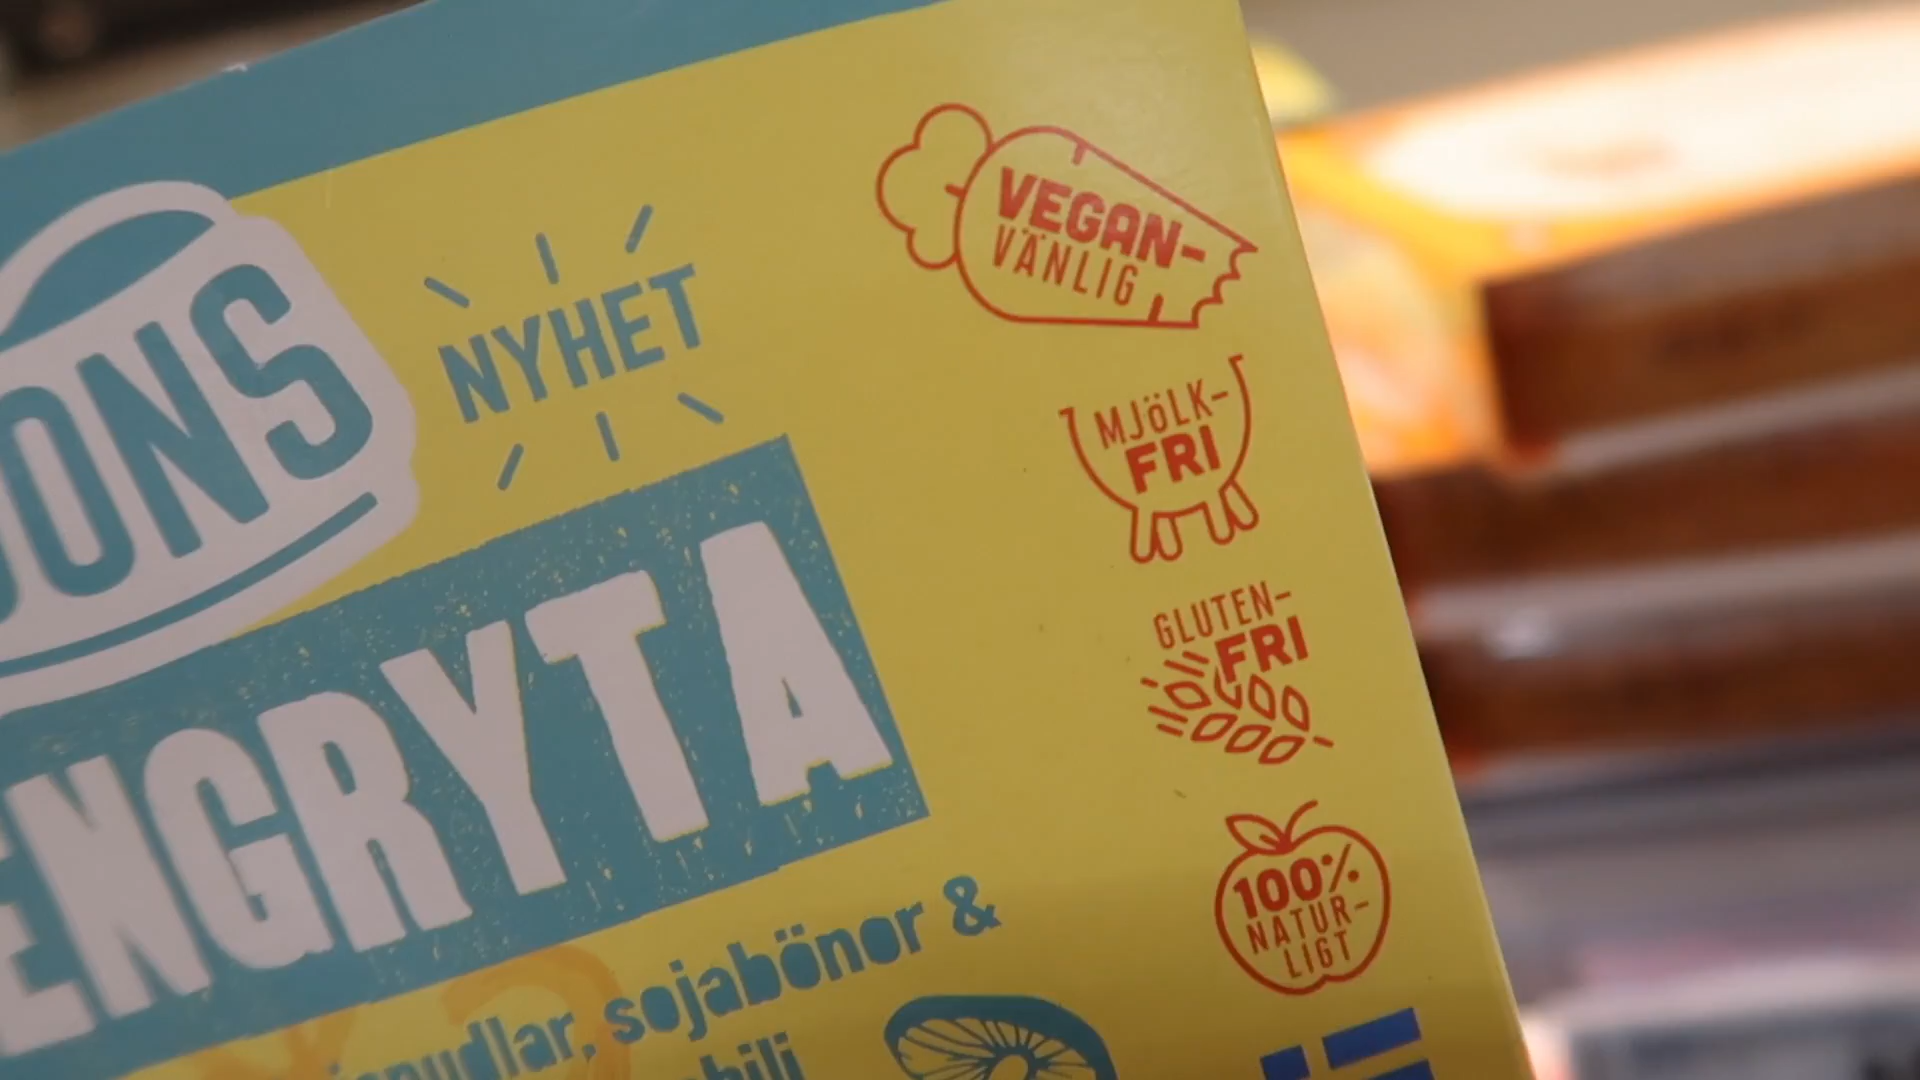 ONS
NYHET
ENGRYTA
sojabönor &
VEGAN-
VÄNLIG
MJÖLK-
FRI
GLUTEN-
FRI
100%
NATUR-
LIGT